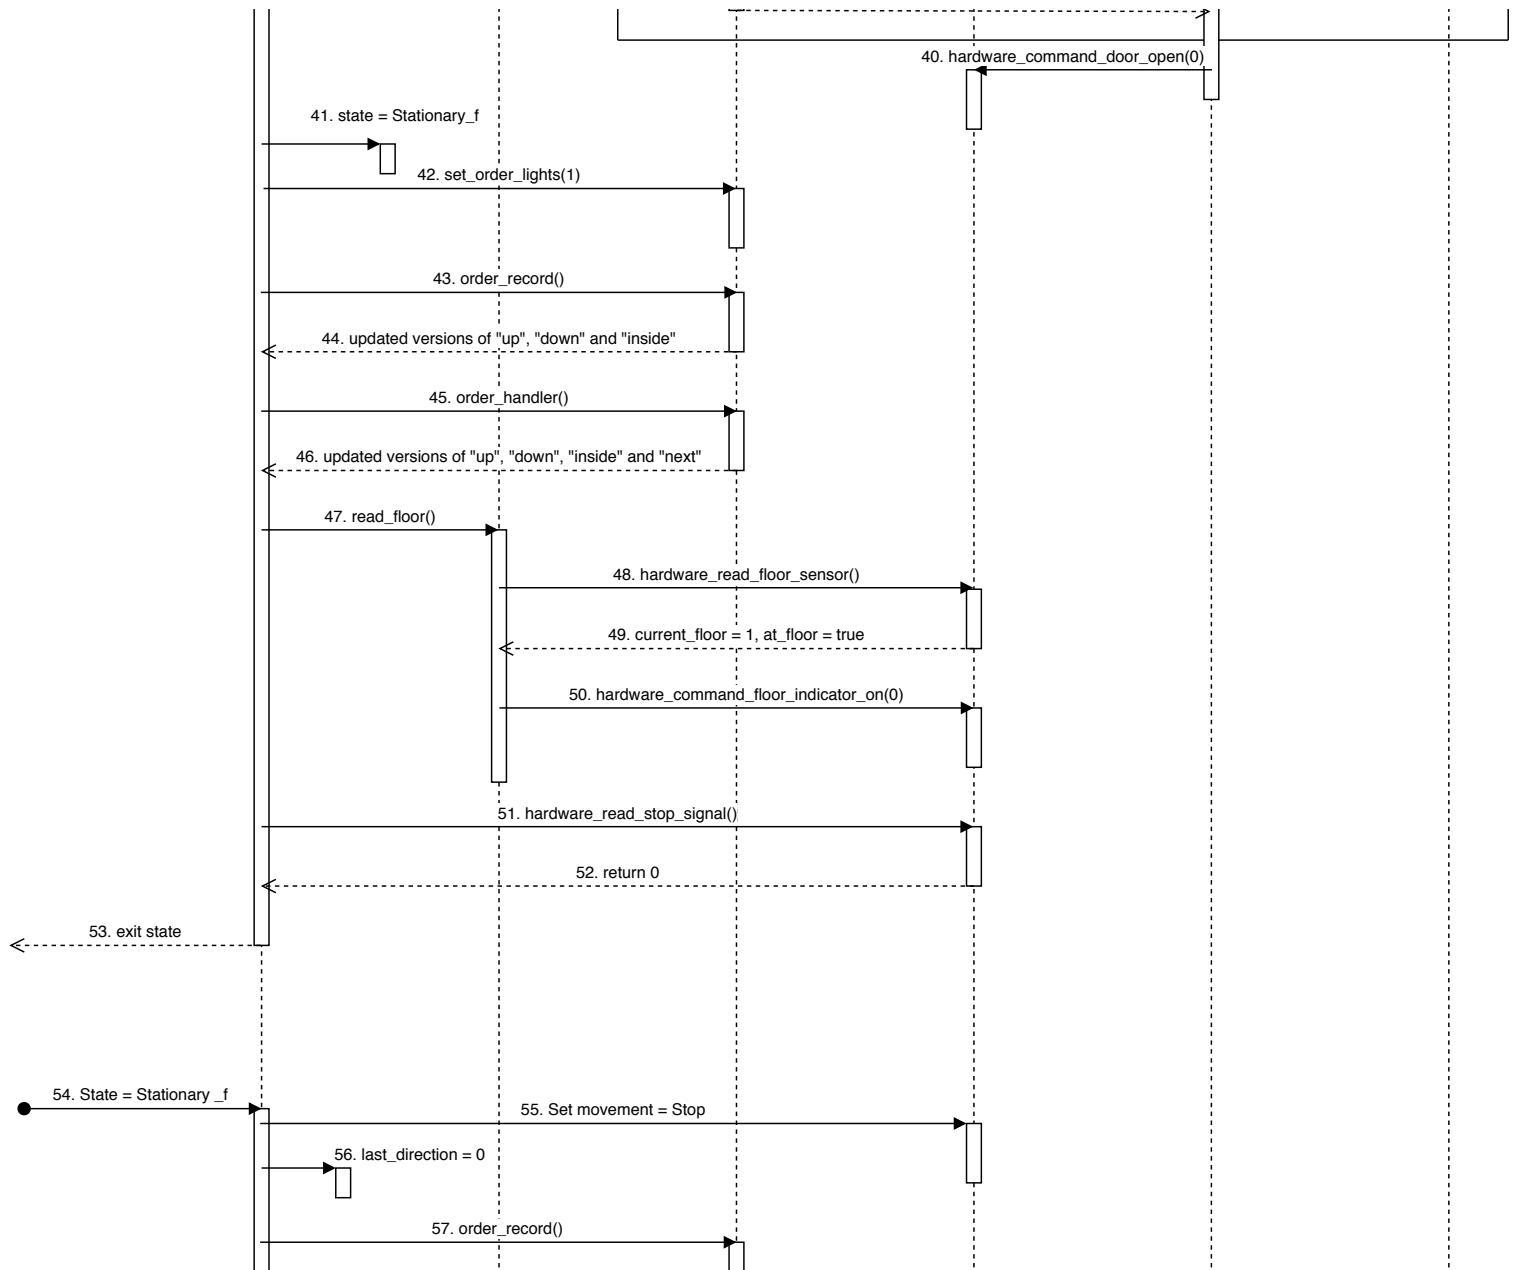 40. hardware_command_door_open(0)
41. state = Stationary_f
42. set_order_lights(1)
43. order_record()
44. updated versions of "up", "down" and "inside"
45. order_handler()
46. updated versions of "up", "down", "inside" and "next"
47. read_floor()
48. hardware_read_floor_sensor()
49. current_floor = 1, at_floor = true
50. hardware_command_floor_indicator_on(0)
51. hardware_read_stop_signal()
52. return 0
53. exit state
54. State = Stationary _f
55. Set movement = Stop
56. last_direction = 0
57. order_record()